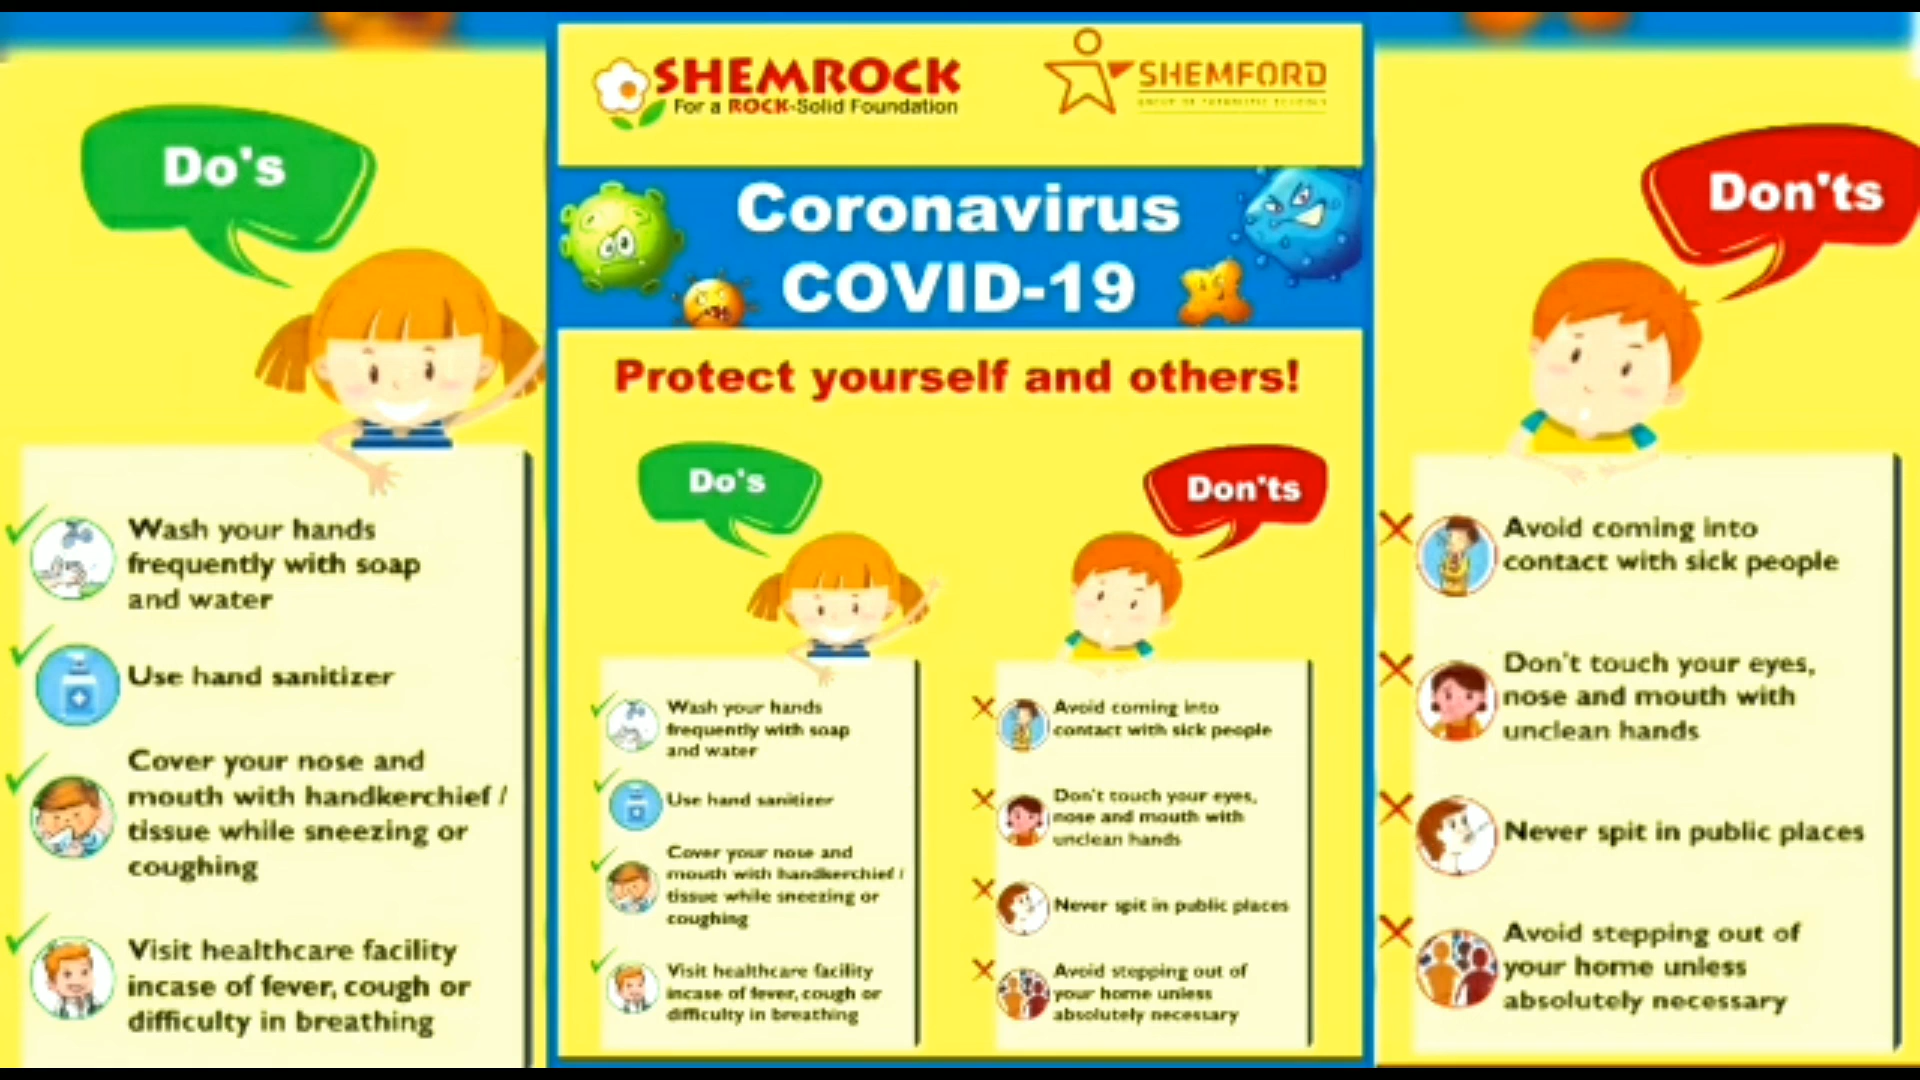 Do's
Wash your hands
frequently with soap
and water
Use hand sanitizer
Cover your nose and
mouth with handkerchief /
tissue while sneezing or
coughing
Visit healthcare facility
incase of fever, cough or
difficulty in breathing
SHEMROCK
For a ROCK-Solid Foundation
SHEMFORD
Coronavirus
COVID-19
Protect yourself and others!
Do's
Wash your hands
frequently with soap
and water
Use hand sanitizer
Cover your nose and
mouth with handkerchief /
tissue while sneezing or
coughing
Visit healthcare facility
incase of fever, cough or
difficulty in breathing
Don'ts
Avoid coming into
contact with sick people
Don't touch your eyes,
nose and mouth with
unclean hands
Never spit in public places
Avoid stepping out of
your home unless
absolutely necessary
Don'ts
Avoid coming into
contact with sick people
Don't touch your eyes,
nose and mouth with
unclean hands
Never spit in public places
Avoid stepping out of
your home unless
absolutely necessary